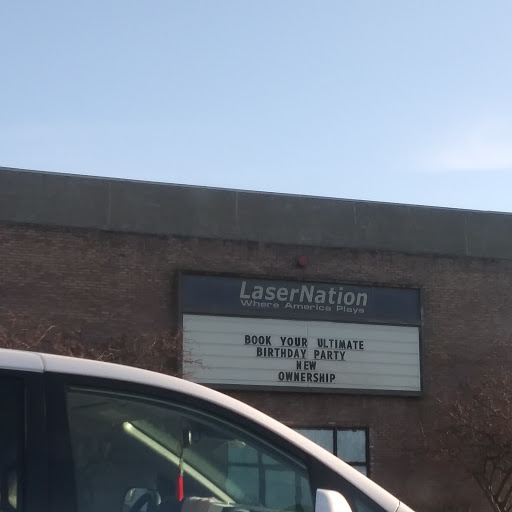 LaserNation
Where America Plays
BOOK YOUR ULTIMATE
BIRTHDAY PARTY
NEW
OWNERSHIP